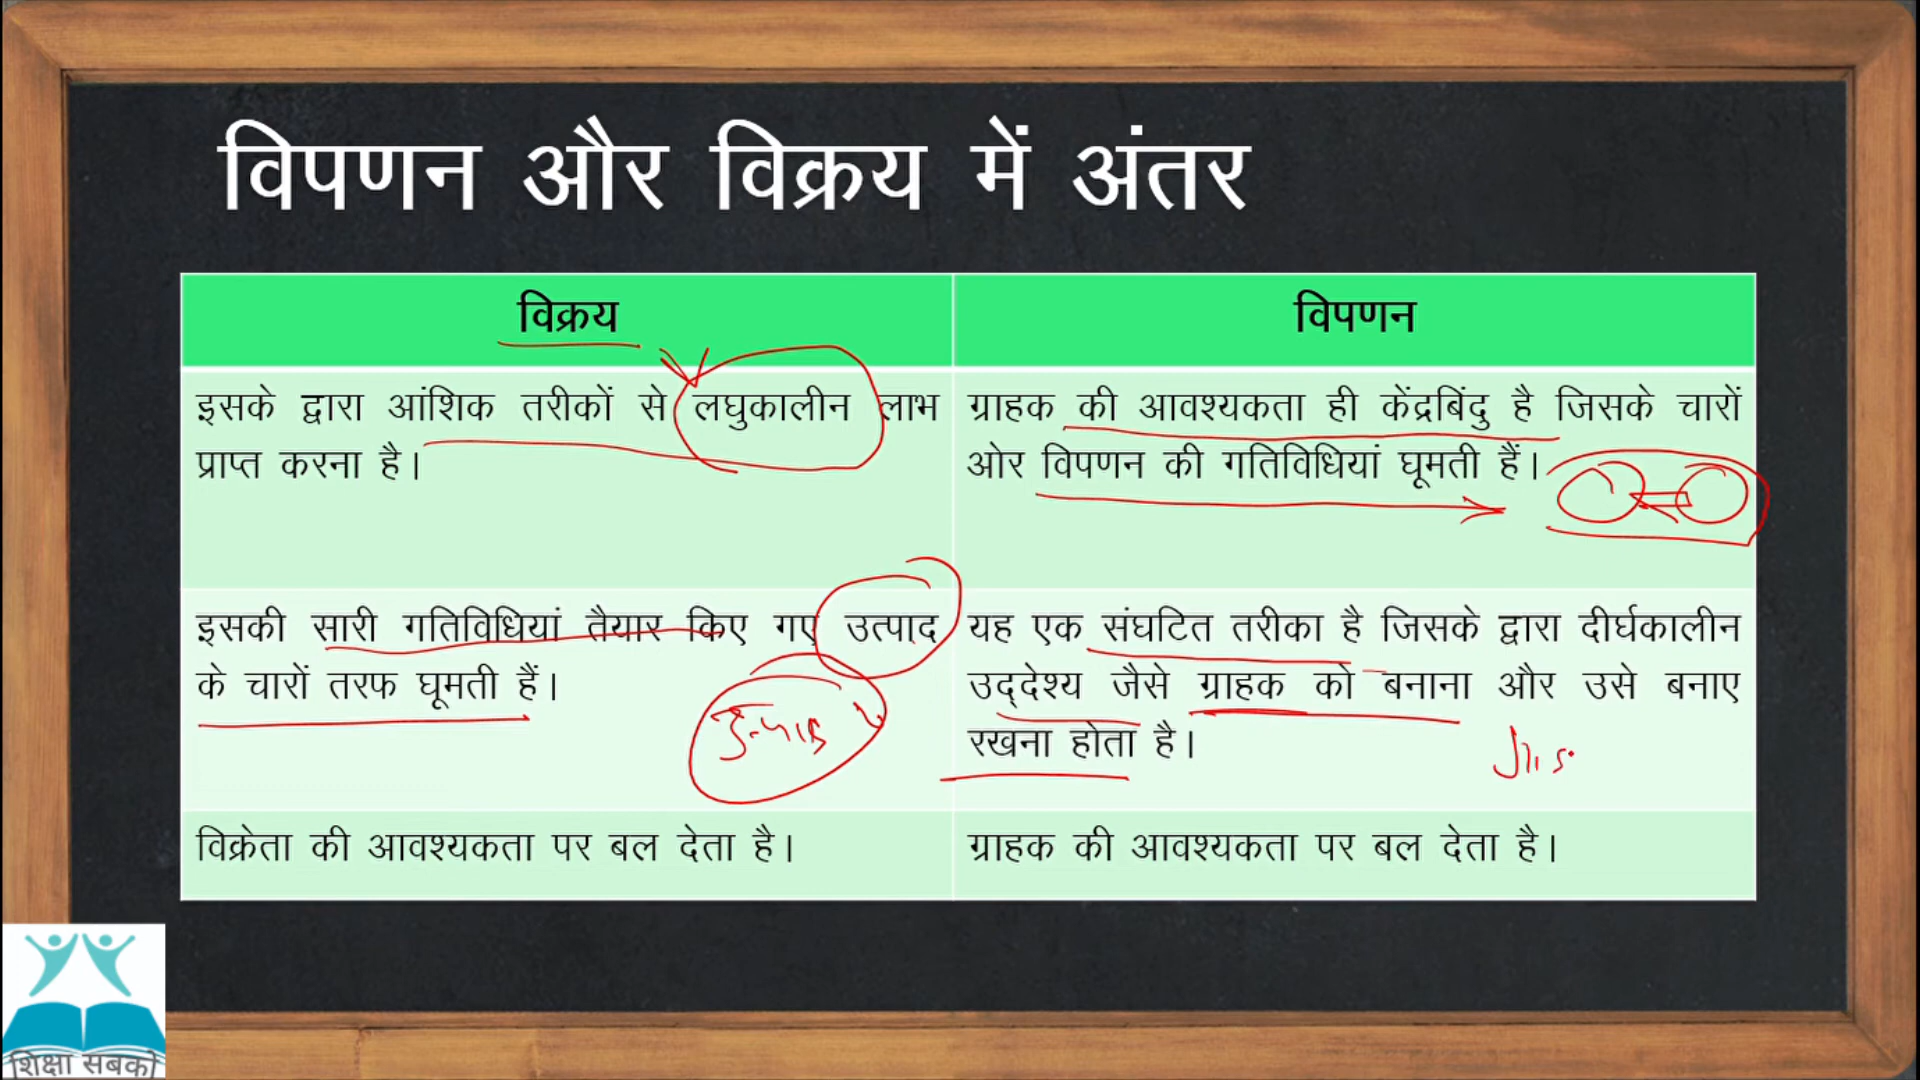 विपणन और विक्रय में अंतर
विक्रय
विपणन
इसके द्वारा आंशिक तरीकों से लघुकालीन लाभ
प्राप्त करना है।
ग्राहक की आवश्यकता ही केंद्रबिंदु है जिसके चारों
ओर विपणन की गतिविधियां घूमती हैं।
इसकी सारी गतिविधियां तैयार किए गए उत्पाद
के चारों तरफ घूमती हैं।
यह एक संघटित तरीका है जिसके द्वारा दीर्घकालीन
उद्देश्य जैसे ग्राहक को बनाना और उसे बनाए
रखना होता है।
विक्रेता की आवश्यकता पर बल देता है।
ग्राहक की आवश्यकता पर बल देता है।
शिक्षा सबको